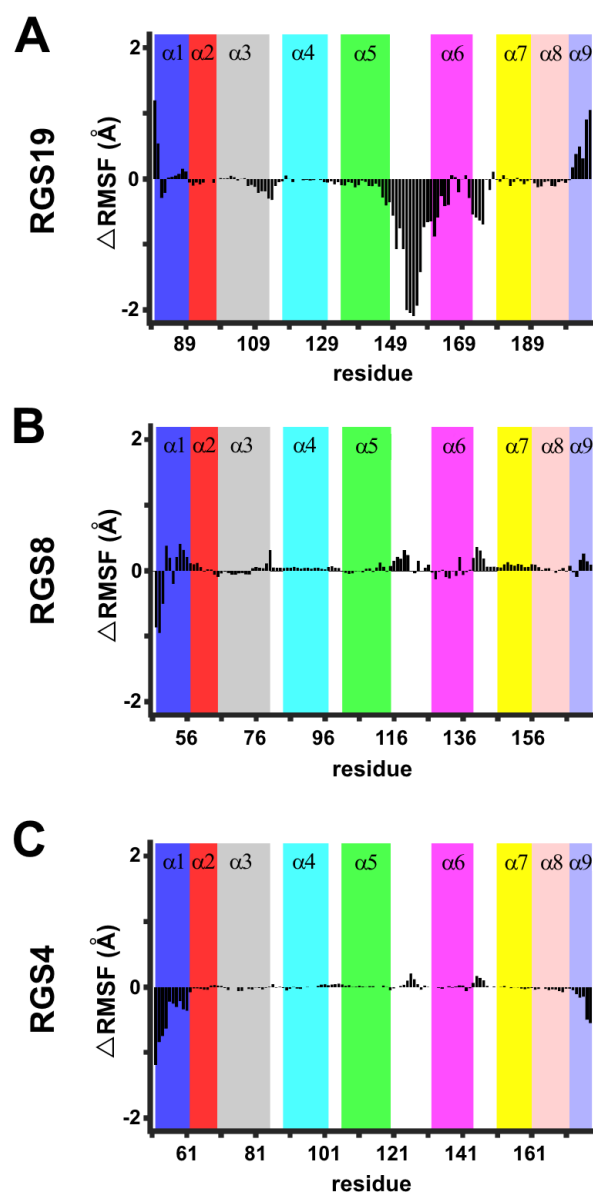 A
RGS19
△RMSF (Å)
2
0
-2
α1 α2 α3 α4 α5 α6 α7 α8 α9
89 109 129 149 169 189
residue
B
RGS8
△RMSF (Å)
2
0
-2
α1 α2 α3 α4 α5 α6 α7 α8 α9
56 76 96 116 136 156
residue
C
RGS4
△RMSF (Å)
2
0
-2
α1 α2 α3 α4 α5 α6 α7 α8 α9
61 81 101 121 141 161
residue